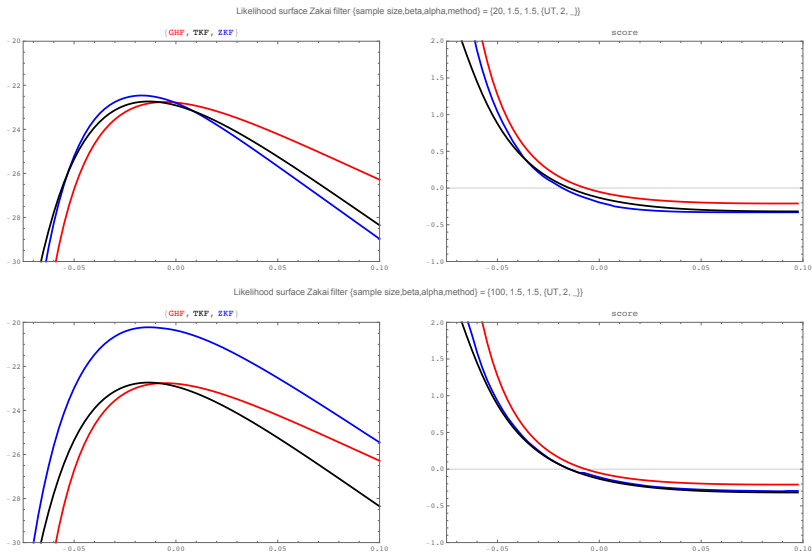 Likelihood surface Zakai filter {sample size,beta,alpha,method} = {20, 1.5, 1.5, {UT, 2, _}}
{GHF, TKF, ZKF}
-20
-22
-24
-26
-28
-30
-0.05 0.00 0.05 0.10
score
2.0
1.5
1.0
0.5
0.0
-0.5
-1.0
-0.05 0.00 0.05 0.10
Likelihood surface Zakai filter {sample size,beta,alpha,method} = {100, 1.5, 1.5, {UT, 2, _}}
{GHF, TKF, ZKF}
-20
-22
-24
-26
-28
-30
-0.05 0.00 0.05 0.10
score
2.0
1.5
1.0
0.5
0.0
-0.5
-1.0
-0.05 0.00 0.05 0.10